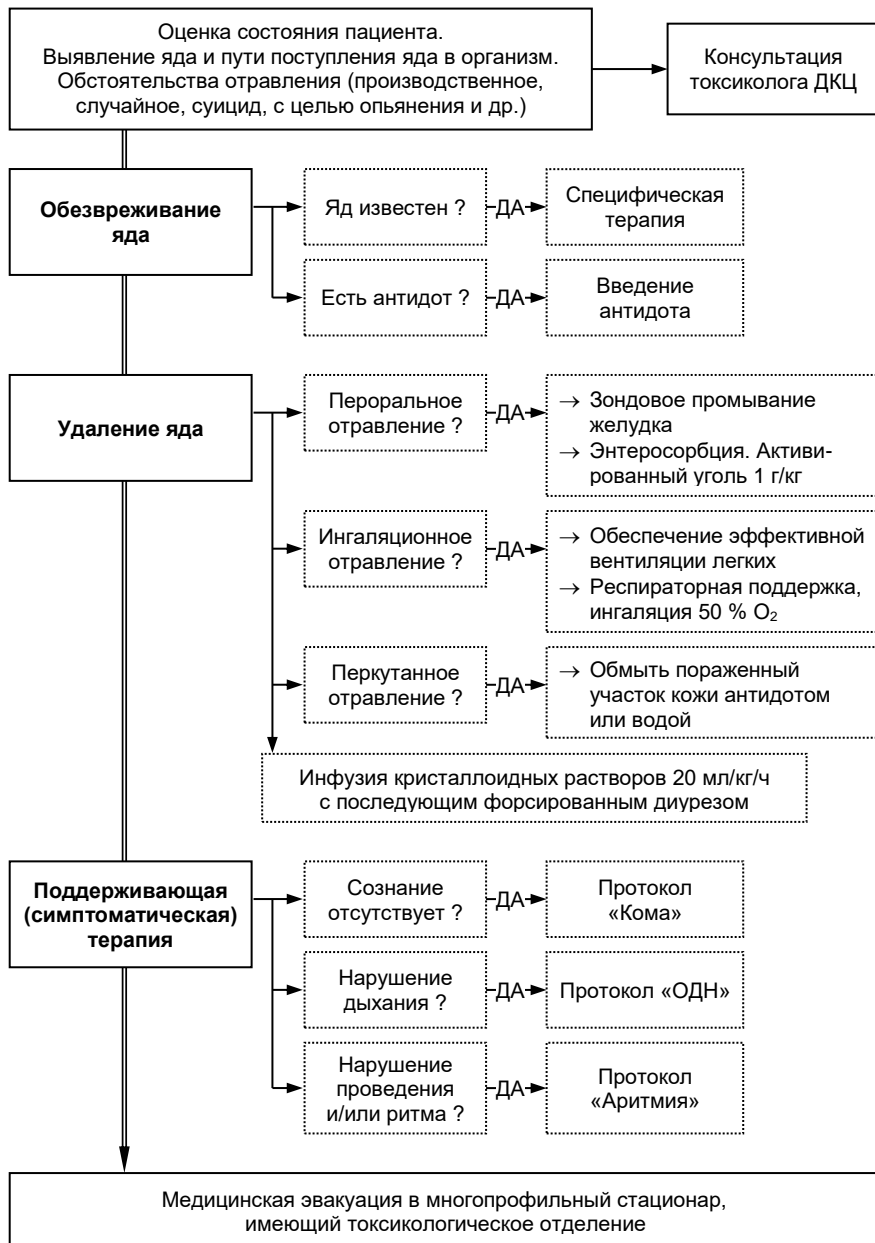 Оценка состояния пациента.
Выявление яда и пути поступления яда в организм.
Обстоятельства отравления (производственное,
случайное, суицид, с целью опьянения и др.)
Консультация
токсиколога ДКЦ
Обезвреживание
яда
Яд известен ?
ДА
Специфическая
терапия
Есть антидот ?
ДА
Введение
антидота
Удаление яда
Пероральное
отравление ?
ДА
→ Зондовое промывание
желудка
→ Энтеросорбция. Активи-
рованный уголь 1 г/кг
Ингаляционное
отравление ?
ДА
→ Обеспечение эффективной
вентиляции легких
→ Респираторная поддержка,
ингаляция 50 % O₂
Перкутанное
отравление ?
ДА
→ Обмыть пораженный
участок кожи антидотом
или водой
Инфузия кристаллоидных растворов 20 мл/кг/ч
с последующим форсированным диурезом
Поддерживающая
(симптоматическая)
терапия
Сознание
отсутствует ?
ДА
Протокол
«Кома»
Нарушение
дыхания ?
ДА
Протокол «ОДН»
Нарушение
проведения
и/или ритма ?
ДА
Протокол
«Аритмия»
Медицинская эвакуация в многопрофильный стационар,
имеющий токсикологическое отделение